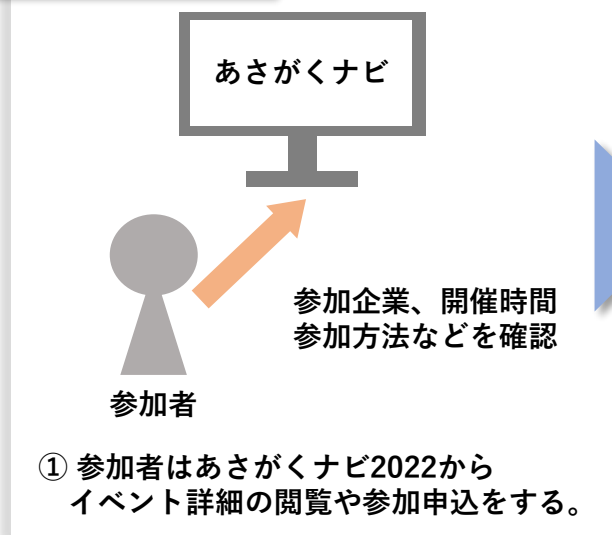 あさがくナビ
参加企業、開催時間
参加方法などを確認
参加者
① 参加者はあさがくナビ2022から
イベント詳細の閲覧や参加申込をする。